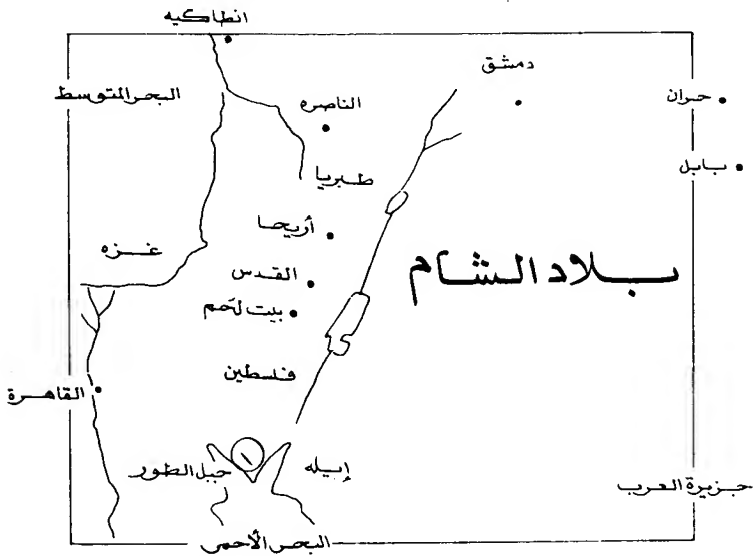 انطاكيه
دمشق
البحر المتوسط
الناصره
حران
بابل
طبريا
أريحا
غزه
بلاد الشام
القدس
بيت لحم
فلسطين
القاهرة
١
جبل الطور
إيله
جزيرة العرب
البحر الأحمر